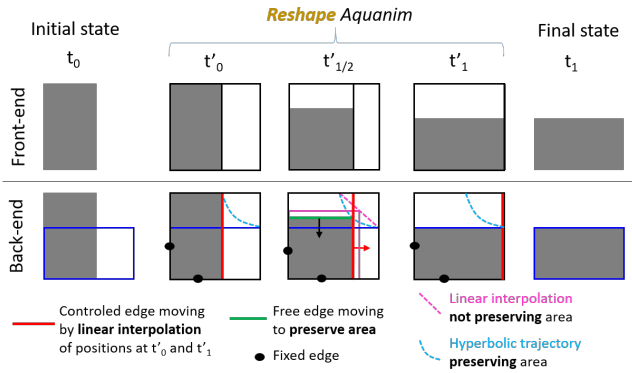 Reshape Aquanim
Initial state
Final state
t0
t’0
t’1/2
t’1
t1
Front-end
Back-end
Controled edge moving
by linear interpolation
of positions at t’0 and t’1
Free edge moving
to preserve area
Fixed edge
Linear interpolation
not preserving area
Hyperbolic trajectory
preserving area